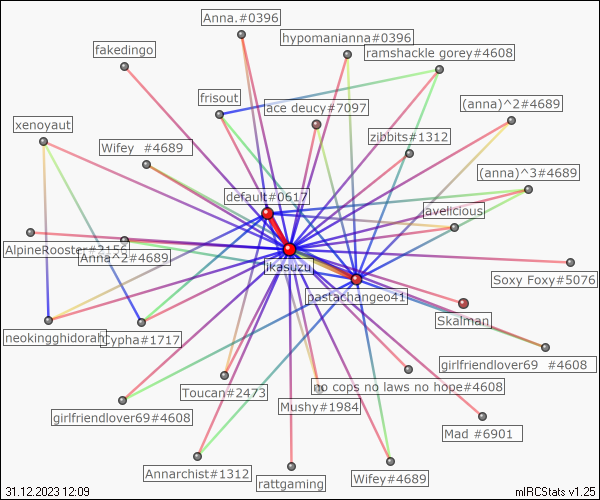 Anna.#0396
hypomanianna#0396
fakedingo
ramshackle gorey#4608
frisout
ace deucy#7097
(anna)^2#4689
xenoyaut
zibbits#1312
Wifey #4689
(anna)^3#4689
default#0617
avelicious
AlpineRooster#2156
Anna^2#4689
ikasuzu
Soxy Foxy#5076
pastachangeo41
Skalman
neokingghidorah
Cypha#1717
girlfriendlover69 #4608
no cops no laws no hope#4608
Toucan#2473
Mushy#1984
girlfriendlover69#4608
Mad #6901
Annarchist#1312
rattgaming
Wifey#4689
31.12.2023 12:09
mIRCStats v1.25